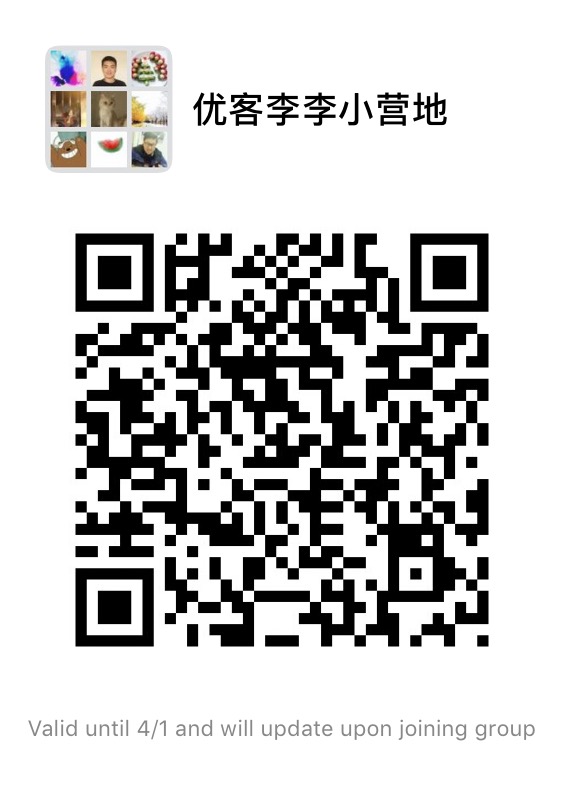 优客李李小营地
Valid until 4/1 and will update upon joining group